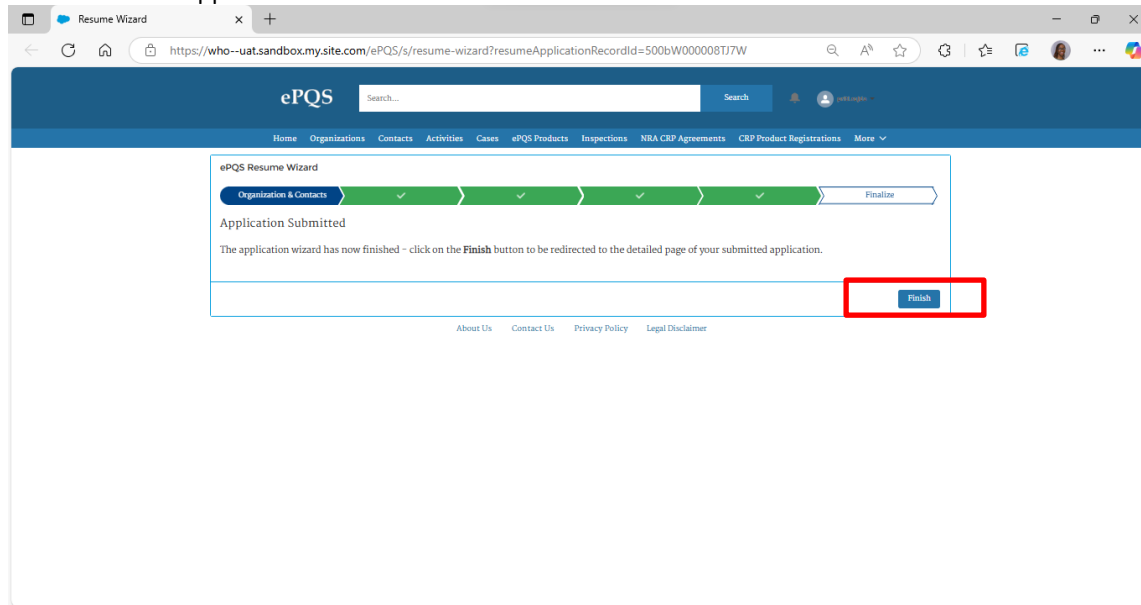 Resume Wizard
https://who--uat.sandbox.my.site.com/ePQS/s/resume-wizard?resumeApplicationRecordId=500bW000008TJ7W
ePQS Search... Search
Home Organizations Contacts Activities Cases ePQS Products Inspections NRA CRP Agreements CRP Product Registrations More
ePQS Resume Wizard
Organization & Contacts Finalize
Application Submitted
The application wizard has now finished - click on the Finish button to be redirected to the detailed page of your submitted application.
Finish
About Us Contact Us Privacy Policy Legal Disclaimer